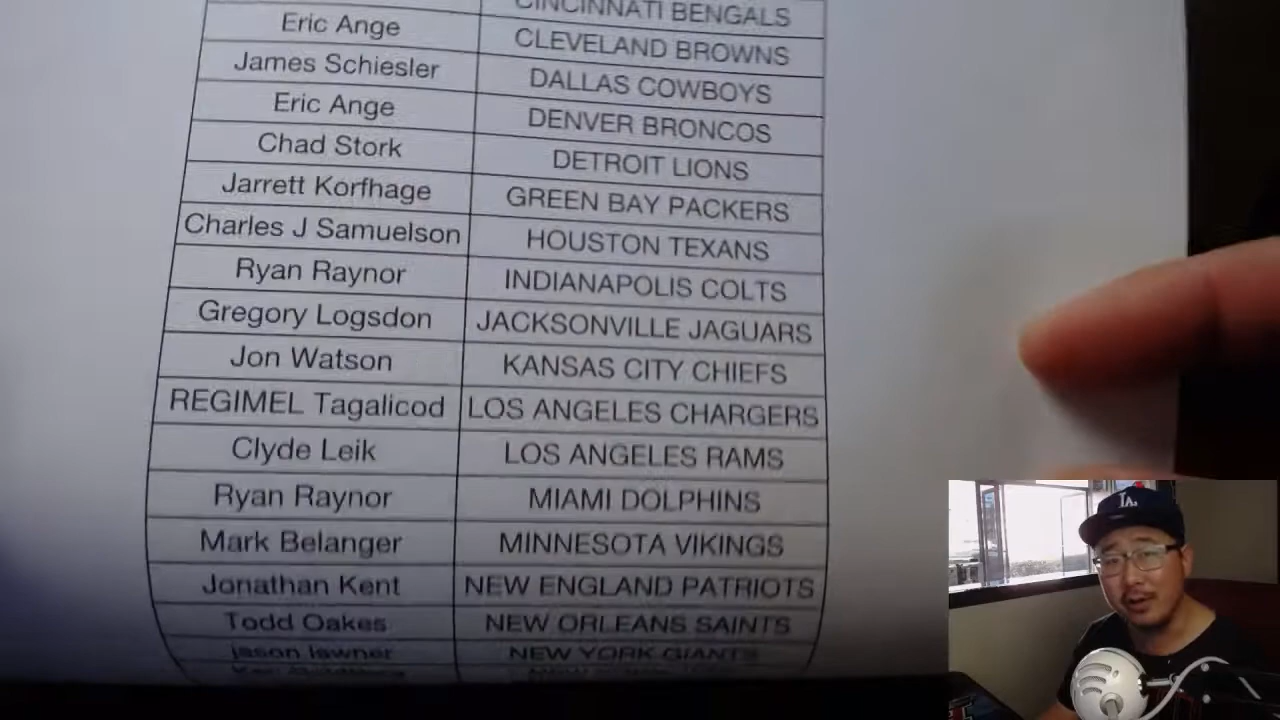 CINCINNATI BENGALS
Eric Ange CLEVELAND BROWNS
James Schiesler DALLAS COWBOYS
Eric Ange DENVER BRONCOS
Chad Stork DETROIT LIONS
Jarrett Korfhage GREEN BAY PACKERS
Charles J Samuelson HOUSTON TEXANS
Ryan Raynor INDIANAPOLIS COLTS
Gregory Logsdon JACKSONVILLE JAGUARS
Jon Watson KANSAS CITY CHIEFS
REGIMEL Tagalicod LOS ANGELES CHARGERS
Clyde Leik LOS ANGELES RAMS
Ryan Raynor MIAMI DOLPHINS
Mark Belanger MINNESOTA VIKINGS
Jonathan Kent NEW ENGLAND PATRIOTS
Todd Oakes NEW ORLEANS SAINTS
NEW YORK GIANTS
LA